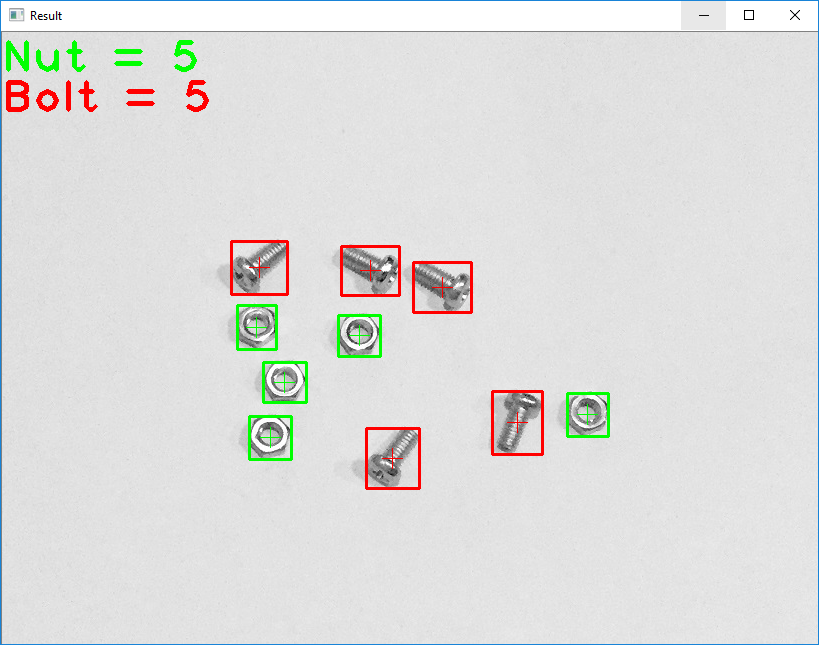 Result
Nut = 5
Bolt = 5